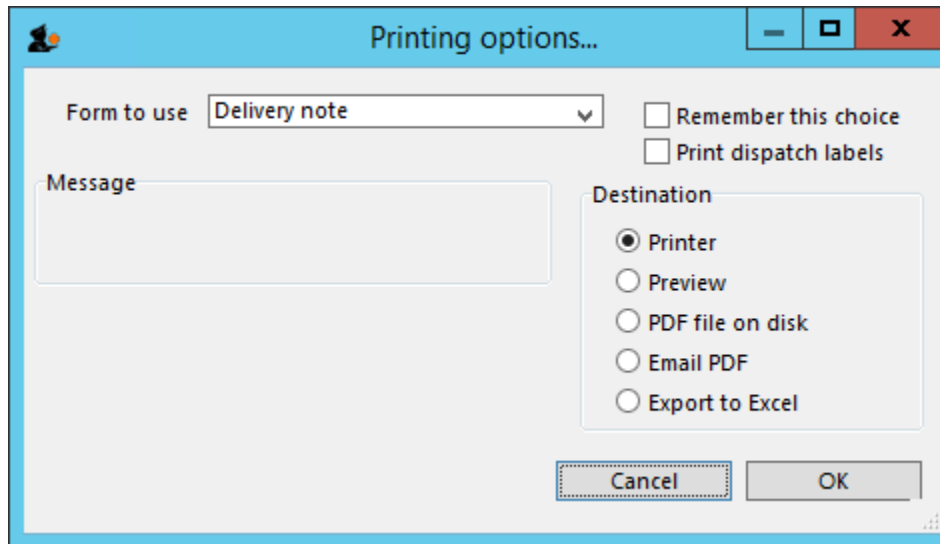 Printing options...
Form to use Delivery note
Remember this choice
Print dispatch labels
Message
Destination
Printer
Preview
PDF file on disk
Email PDF
Export to Excel
Cancel OK